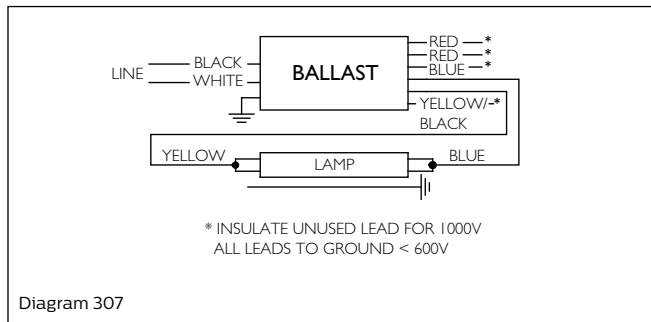 RED *
RED *
BLACK
BLUE *
LINE
BALLAST
WHITE
YELLOW/ *
BLACK
YELLOW
LAMP
BLUE
* INSULATE UNUSED LEAD FOR 1000V
ALL LEADS TO GROUND < 600V
Diagram 307